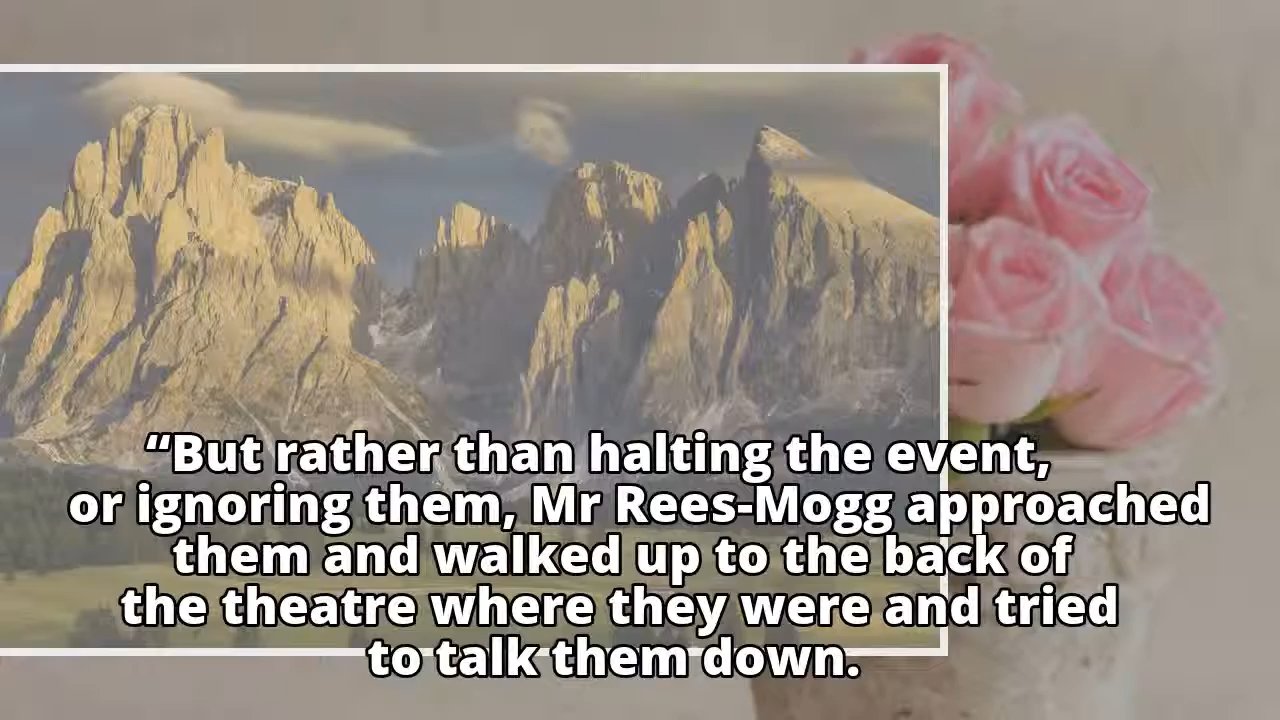 “But rather than halting the event,
or ignoring them, Mr Rees-Mogg approached
them and walked up to the back of
the theatre where they were and tried
to talk them down.